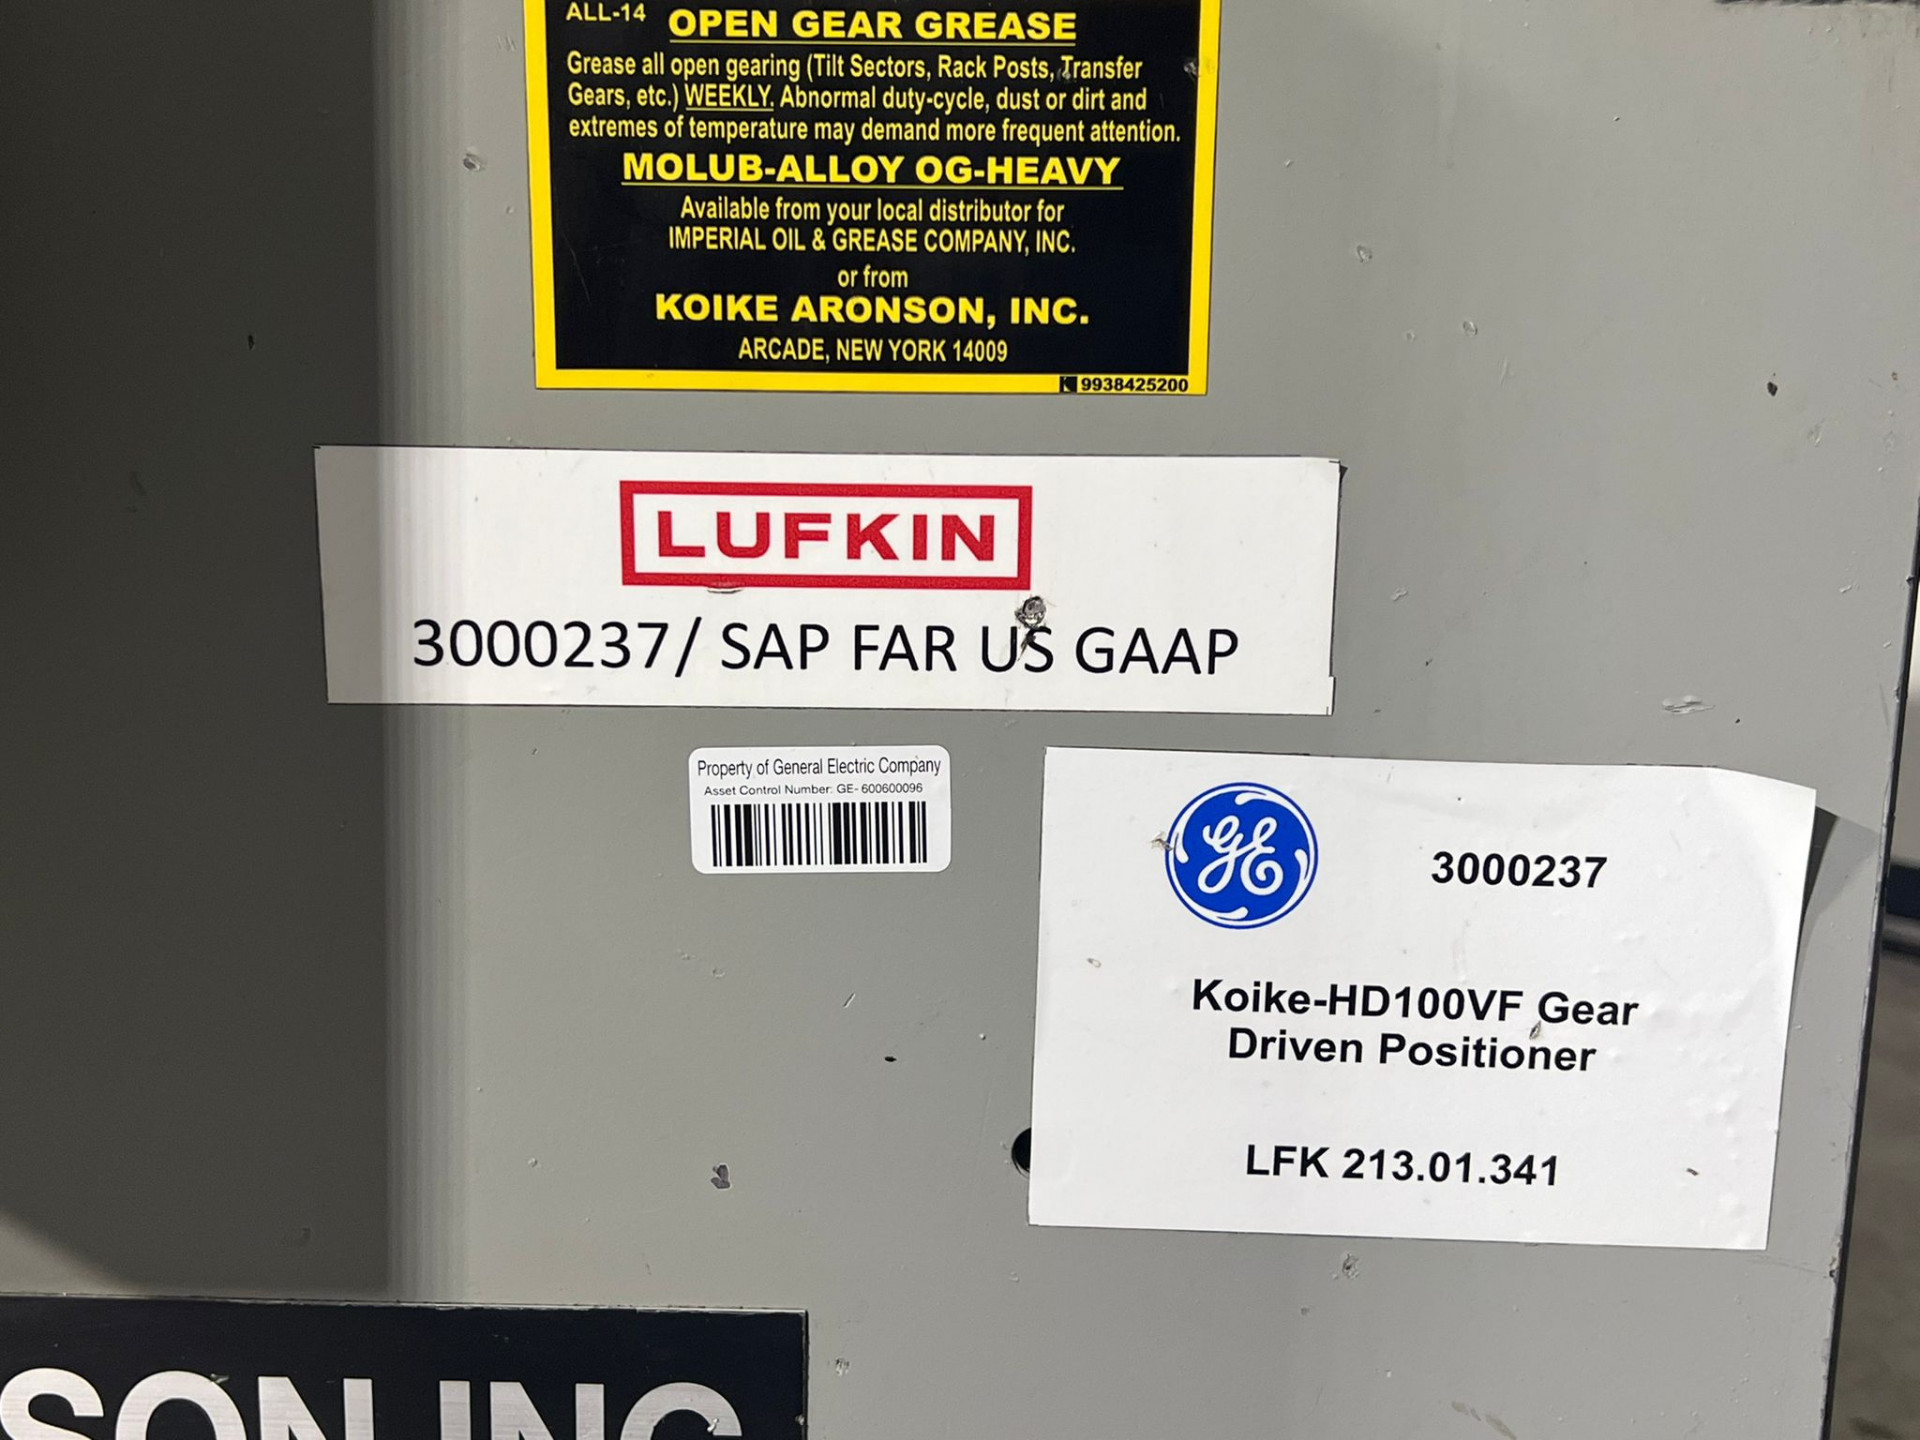 ALL-14 OPEN GEAR GREASE
Grease all open gearing (Tilt Sectors, Rack Posts, Transfer
Gears, etc.) WEEKLY. Abnormal duty-cycle, dust or dirt and
extremes of temperature may demand more frequent attention.
MOLUB-ALLOY OG-HEAVY
Available from your local distributor for
IMPERIAL OIL & GREASE COMPANY, INC.
or from
KOIKE ARONSON, INC.
ARCADE, NEW YORK 14009
9938425200
LUFKIN
3000237/ SAP FAR US GAAP
Property of General Electric Company
Asset Control Number: GE-600600096
GE
3000237
Koike-HD100VF Gear
Driven Positioner
LFK 213.01.341
SON, INC